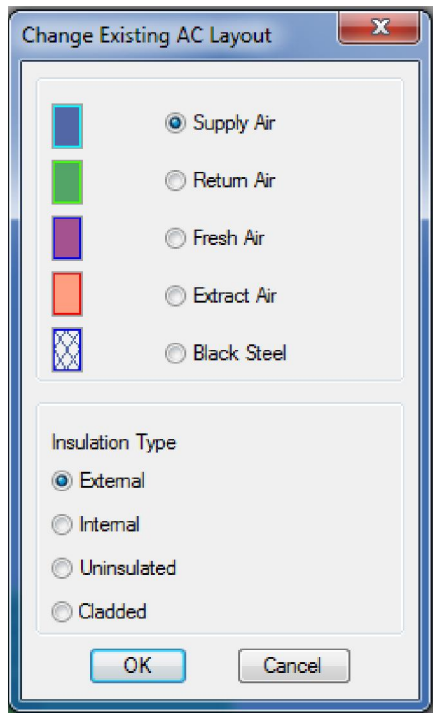 Change Existing AC Layout
Supply Air
Return Air
Fresh Air
Extract Air
Black Steel
Insulation Type
External
Internal
Uninsulated
Cladded
OK Cancel